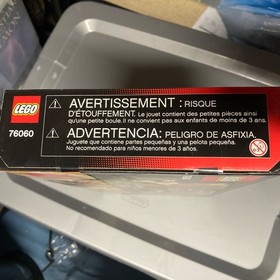 LEGO
76060
AVERTISSEMENT : RISQUE
D'ÉTOUFFEMENT. Le jouet contient des petites pièces ainsi
qu'une petite boule. Il ne convient pas aux enfants de moins de 3 ans.
ADVERTENCIA: PELIGRO DE ASFIXIA.
Juguete que contiene partes pequeñas y una pelota pequeña.
No recomendado para niños menores de 3 años.